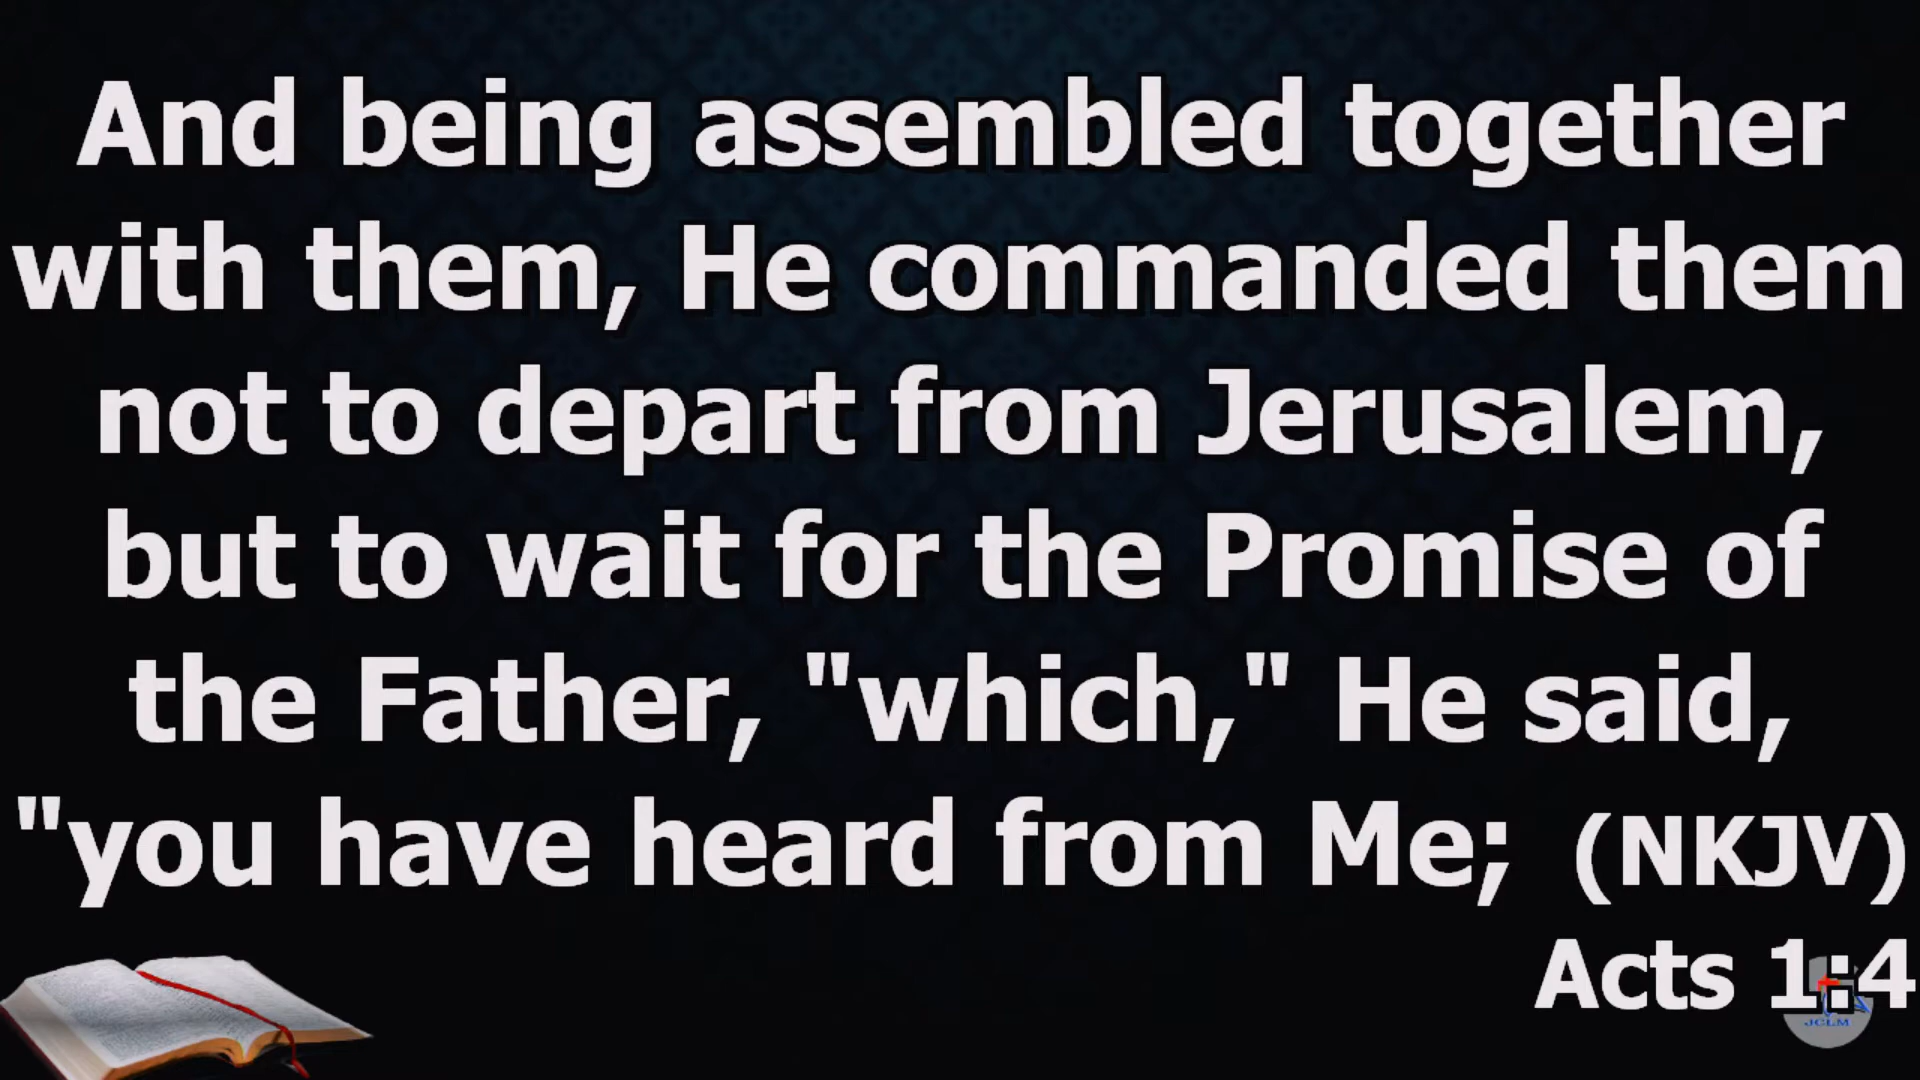 And being assembled together
with them, He commanded them
not to depart from Jerusalem,
but to wait for the Promise of
the Father, "which," He said,
"you have heard from Me; (NKJV)
Acts 1:4
JCLM